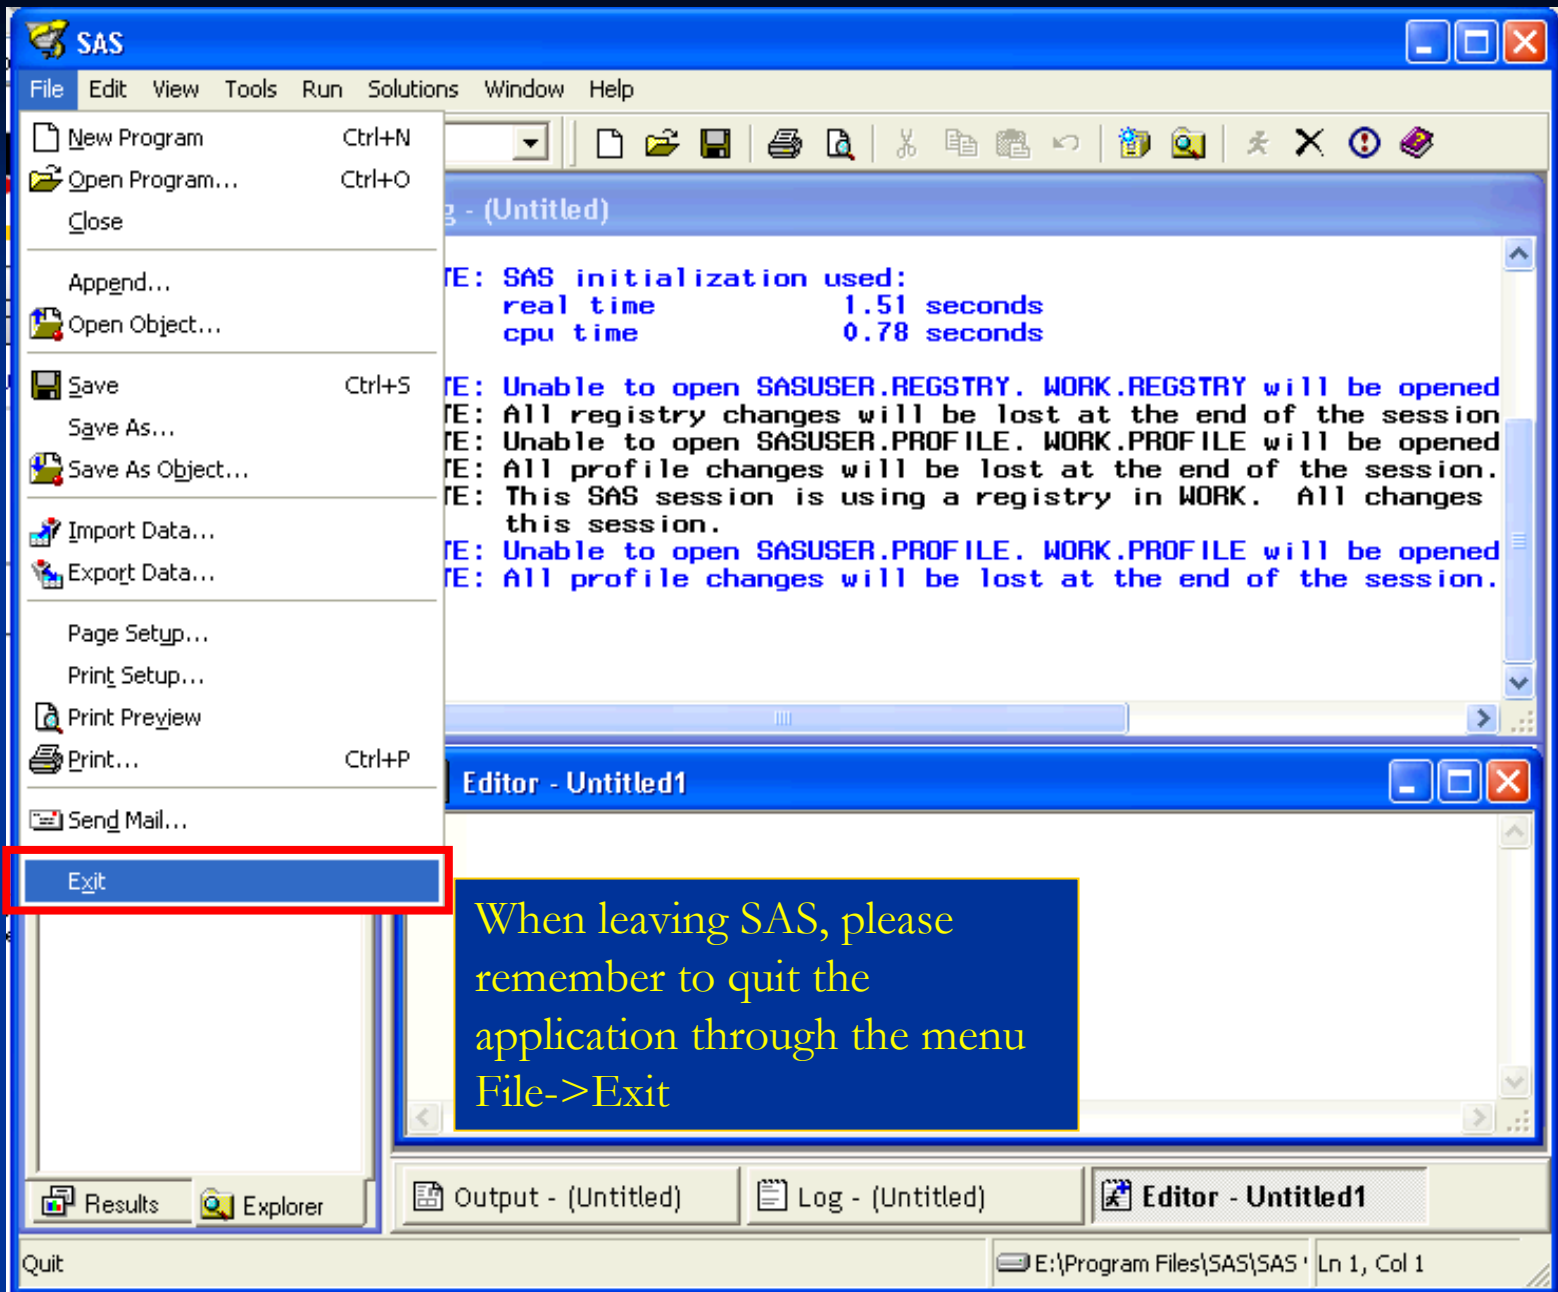 SAS
File Edit View Tools Run Solutions Window Help
New Program Ctrl+N
Open Program... Ctrl+O
Close
Append...
Open Object...
Save Ctrl+S
Save As...
Save As Object...
Import Data...
Export Data...
Page Setup...
Print Setup...
Print Preview
Print... Ctrl+P
Send Mail...
Exit
- (Untitled)
TE: SAS initialization used:
real time 1.51 seconds
cpu time 0.78 seconds
TE: Unable to open SASUSER.REGSTRY. WORK.REGSTRY will be opened
TE: All registry changes will be lost at the end of the session
TE: Unable to open SASUSER.PROFILE. WORK.PROFILE will be opened
TE: All profile changes will be lost at the end of the session.
TE: This SAS session is using a registry in WORK. All changes
this session.
TE: Unable to open SASUSER.PROFILE. WORK.PROFILE will be opened
TE: All profile changes will be lost at the end of the session.
Editor - Untitled1
When leaving SAS, please
remember to quit the
application through the menu
File->Exit
Results Explorer
Output - (Untitled) Log - (Untitled) Editor - Untitled1
Quit E:\Program Files\SAS\SAS Ln 1, Col 1